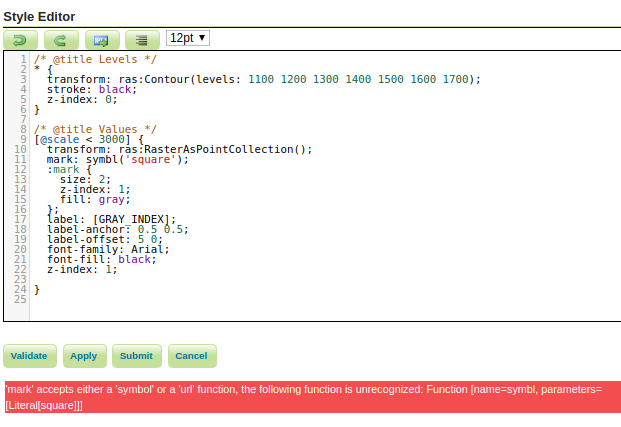 Style Editor
12pt ▼
1 /* @title Levels */
2 * {
3   transform: ras:Contour(levels: 1100 1200 1300 1400 1500 1600 1700);
4   stroke: black;
5   z-index: 0;
6 }
7
8 /* @title Values */
9 [@scale < 3000] {
10   transform: ras:RasterAsPointCollection();
11   mark: symbl('square');
12   :mark {
13     size: 2;
14     z-index: 1;
15     fill: gray;
16   };
17   label: [GRAY_INDEX];
18   label-anchor: 0.5 0.5;
19   label-offset: 5 0;
20   font-family: Arial;
21   font-fill: black;
22   z-index: 1;
23
24 }
25
Validate Apply Submit Cancel
'mark' accepts either a 'symbol' or a 'url' function, the following function is unrecognized: Function [name=symbl, parameters=
[Literal[square]]]